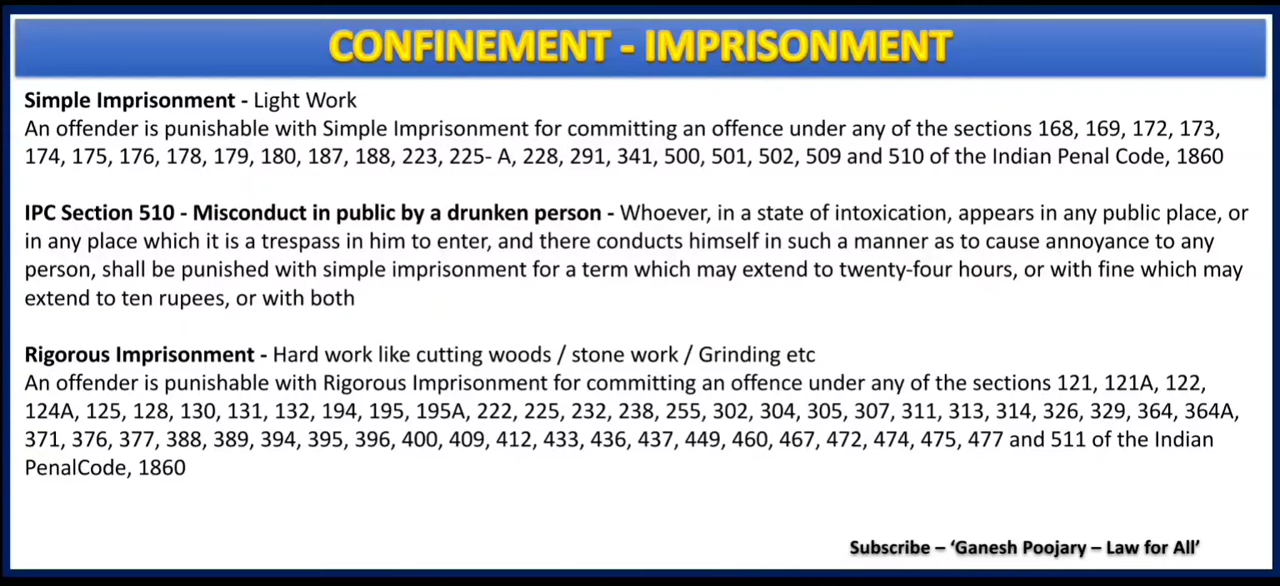 CONFINEMENT - IMPRISONMENT
Simple Imprisonment - Light Work
An offender is punishable with Simple Imprisonment for committing an offence under any of the sections 168, 169, 172, 173,
174, 175, 176, 178, 179, 180, 187, 188, 223, 225- A, 228, 291, 341, 500, 501, 502, 509 and 510 of the Indian Penal Code, 1860
IPC Section 510 - Misconduct in public by a drunken person - Whoever, in a state of intoxication, appears in any public place, or
in any place which it is a trespass in him to enter, and there conducts himself in such a manner as to cause annoyance to any
person, shall be punished with simple imprisonment for a term which may extend to twenty-four hours, or with fine which may
extend to ten rupees, or with both
Rigorous Imprisonment - Hard work like cutting woods / stone work / Grinding etc
An offender is punishable with Rigorous Imprisonment for committing an offence under any of the sections 121, 121A, 122,
124A, 125, 128, 130, 131, 132, 194, 195, 195A, 222, 225, 232, 238, 255, 302, 304, 305, 307, 311, 313, 314, 326, 329, 364, 364A,
371, 376, 377, 388, 389, 394, 395, 396, 400, 409, 412, 433, 436, 437, 449, 460, 467, 472, 474, 475, 477 and 511 of the Indian
PenalCode, 1860
Subscribe – ‘Ganesh Poojary – Law for All’